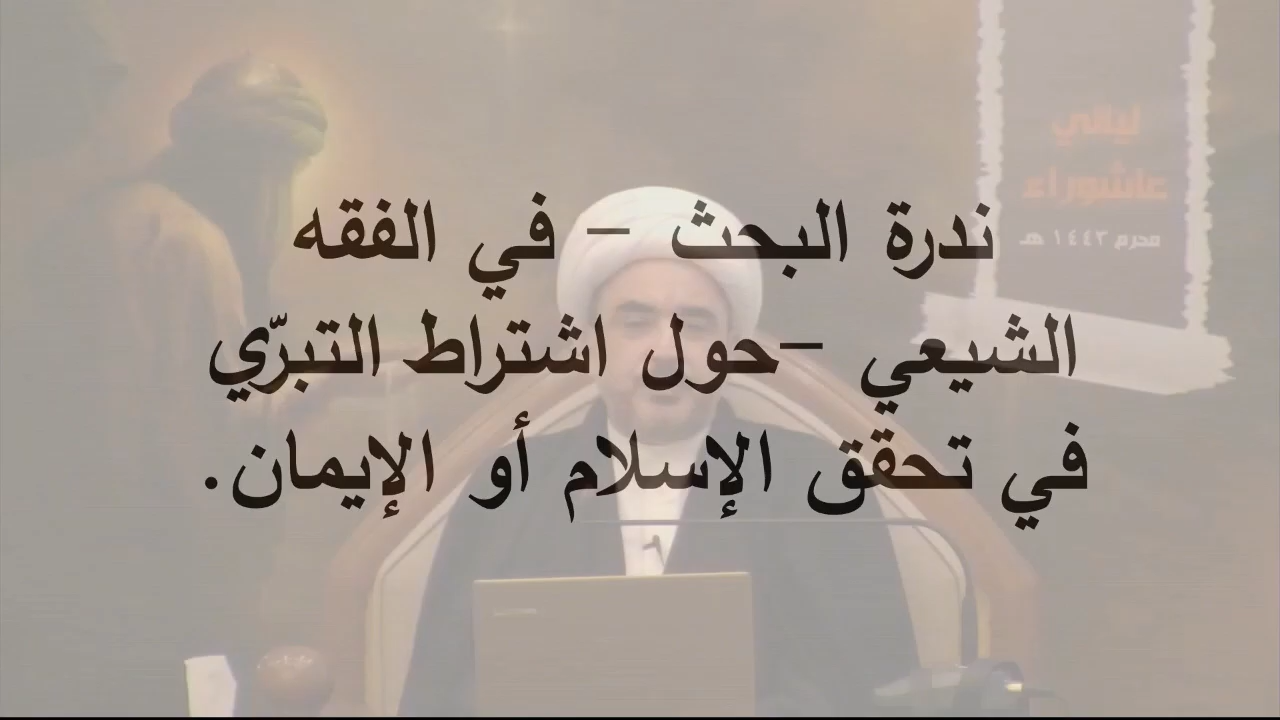 ليالي
عاشوراء
محرم ١٤٤٣ هـ
ندرة البحث – في الفقه
الشيعي –حول اشتراط التبرّي
في تحقق الإسلام أو الإيمان.